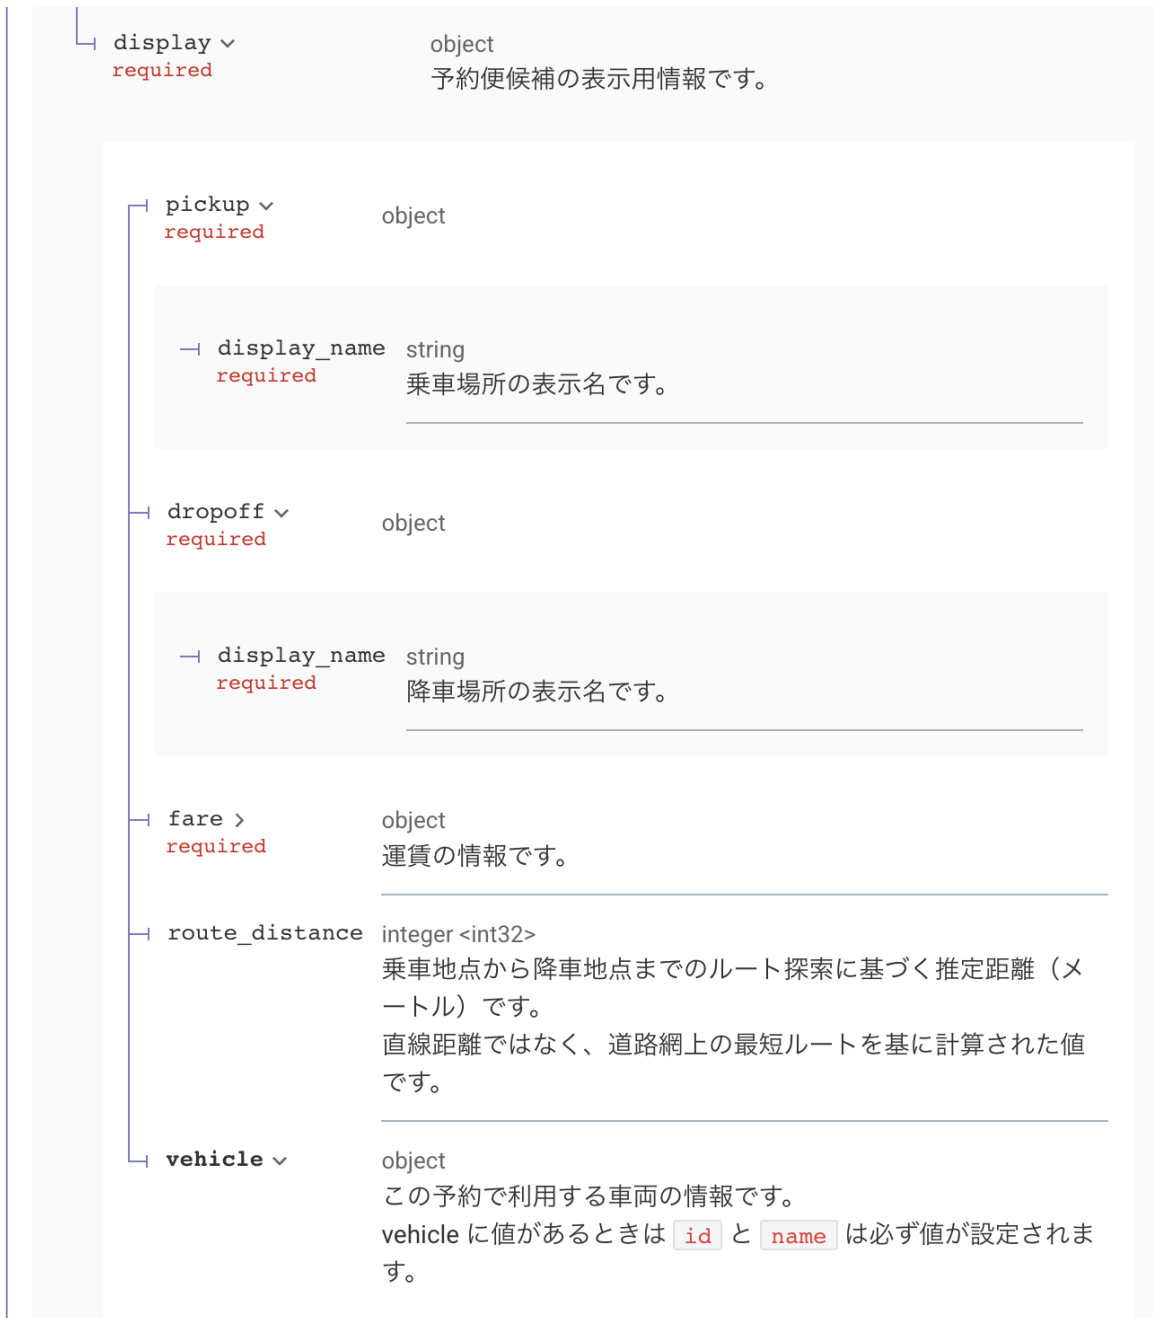 display
object
required
予約便候補の表示用情報です。
pickup
object
required
display_name
string
required
乗車場所の表示名です。
dropoff
object
required
display_name
string
required
降車場所の表示名です。
fare
object
required
運賃の情報です。
route_distance
integer <int32>
乗車地点から降車地点までのルート探索に基づく推定距離（メ
ートル）です。
直線距離ではなく、道路網上の最短ルートを基に計算された値
です。
vehicle
object
この予約で利用する車両の情報です。
vehicle に値があるときは id と name は必ず値が設定されま
す。